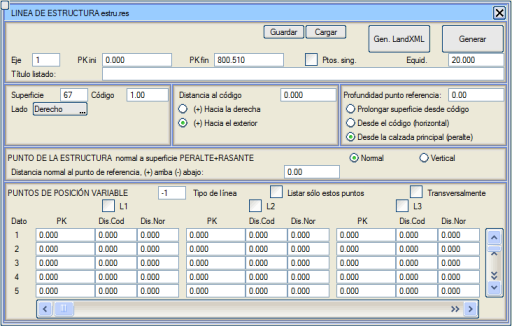 LINEA DE ESTRUCTURA estru.res
Guardar Cargar Gen. LandXML Generar
Eje 1 PK ini 0.000 PK fin 800.510 Ptos. sing. Equid. 20.000
Título listado:
Superficie 67 Código 1.00
Lado Derecho ...
Distancia al código 0.000
(+) Hacia la derecha
(+) Hacia el exterior
Profundidad punto referencia: 0.00
Prolongar superficie desde código
Desde el código (horizontal)
Desde la calzada principal (peralte)
PUNTO DE LA ESTRUCTURA normal a superficie PERALTE+RASANTE Normal Vertical
Distancia normal al punto de referencia, (+) arriba (-) abajo: 0.00
PUNTOS DE POSICIÓN VARIABLE -1 Tipo de línea Listar sólo estos puntos Transversalmente
L1 L2 L3
Dato PK Dis.Cod Dis.Nor PK Dis.Cod Dis.Nor PK Dis.Cod Dis.Nor
1 0.000 0.000 0.000 0.000 0.000 0.000 0.000 0.000 0.000
2 0.000 0.000 0.000 0.000 0.000 0.000 0.000 0.000 0.000
3 0.000 0.000 0.000 0.000 0.000 0.000 0.000 0.000 0.000
4 0.000 0.000 0.000 0.000 0.000 0.000 0.000 0.000 0.000
5 0.000 0.000 0.000 0.000 0.000 0.000 0.000 0.000 0.000